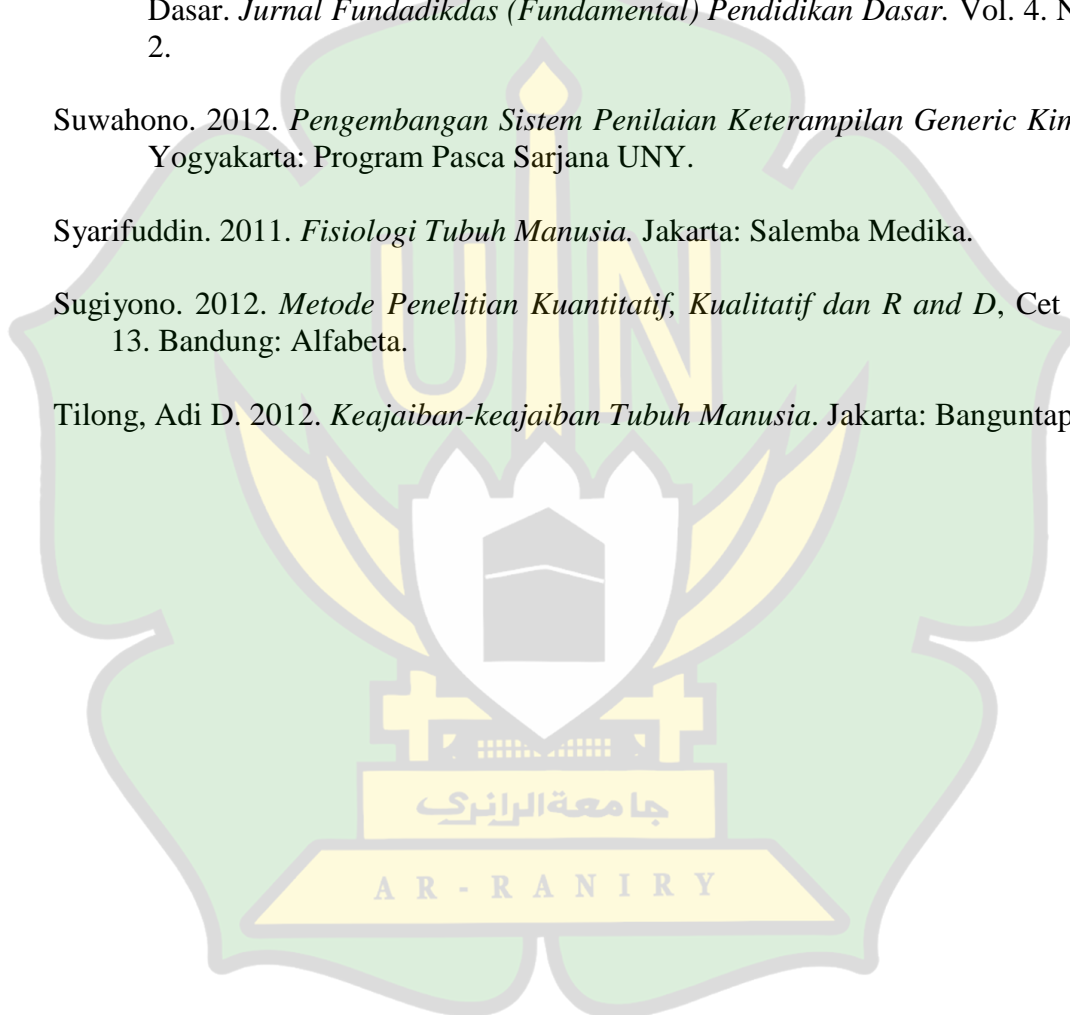 Dasar. Jurnal Fundadikdas (Fundamental) Pendidikan Dasar. Vol. 4.
2.
Suwahono. 2012. Pengembangan Sistem Penilaian Keterampilan Generic
Yogyakarta: Program Pasca Sarjana UNY.
Syarifuddin. 2011. Fisiologi Tubuh Manusia. Jakarta: Salemba Medika.
Sugiyono. 2012. Metode Penelitian Kuantitatif, Kualitatif dan R and D, Cet
13. Bandung: Alfabeta.
Tilong, Adi D. 2012. Keajaiban-keajaiban Tubuh Manusia. Jakarta:
UIN
جامعة الرانري
AR-RANIRY